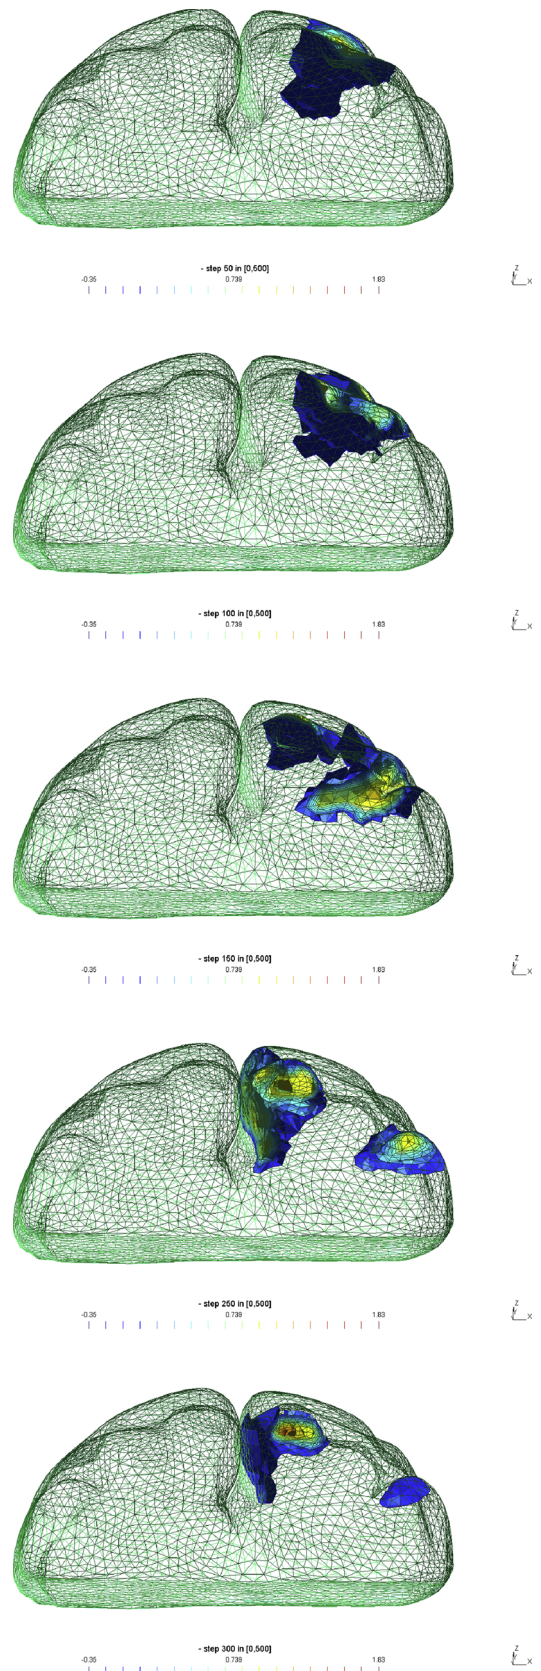 - step 50 in [0,500]
-0.35 0.739 1.83
Z
Y
X
- step 100 in [0,500]
-0.35 0.739 1.83
Z
Y
X
- step 150 in [0,500]
-0.35 0.739 1.83
Z
Y
X
- step 250 in [0,500]
-0.35 0.739 1.83
Z
Y
X
- step 300 in [0,500]
-0.35 0.739 1.83
Z
Y
X